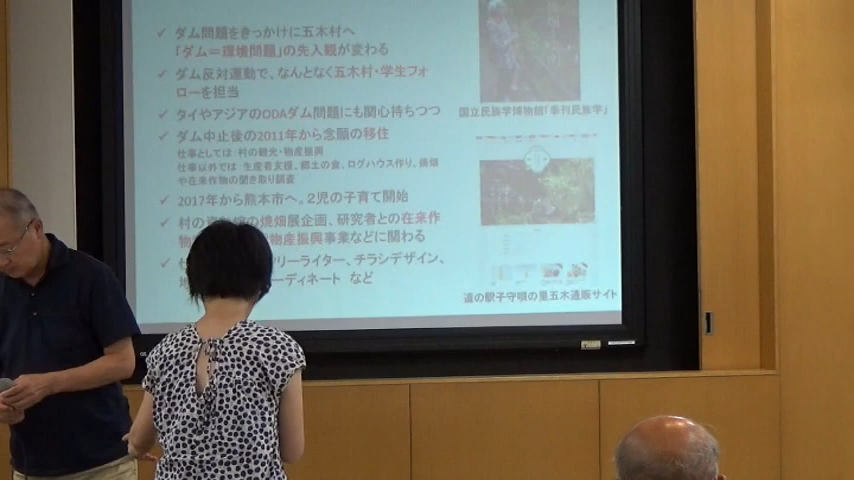 ダム問題をきっかけに五木村へ
「ダム＝環境問題」の先入観が変わる
ダム反対運動で、なんとなく五木村・学生フォ
ローを担当
タイやアジアのODAダム問題にも関心持ちつつ
ダム中止後の2011年から念願の移住
仕事としては 村の観光・物産振興
仕事以外では 生産者支援、郷土の食、ログハウス作り、焼畑
や在来作物の聞き取り調査
2017年から熊本市へ。2児の子育て開始
村の の焼畑展企画、研究者との在来作
物 物産振興事業などに関わる
リーライター、チラシデザイン、
ーディネート など
国立民族学博物館「季刊民族学」
道の駅子守唄の里五木通販サイト